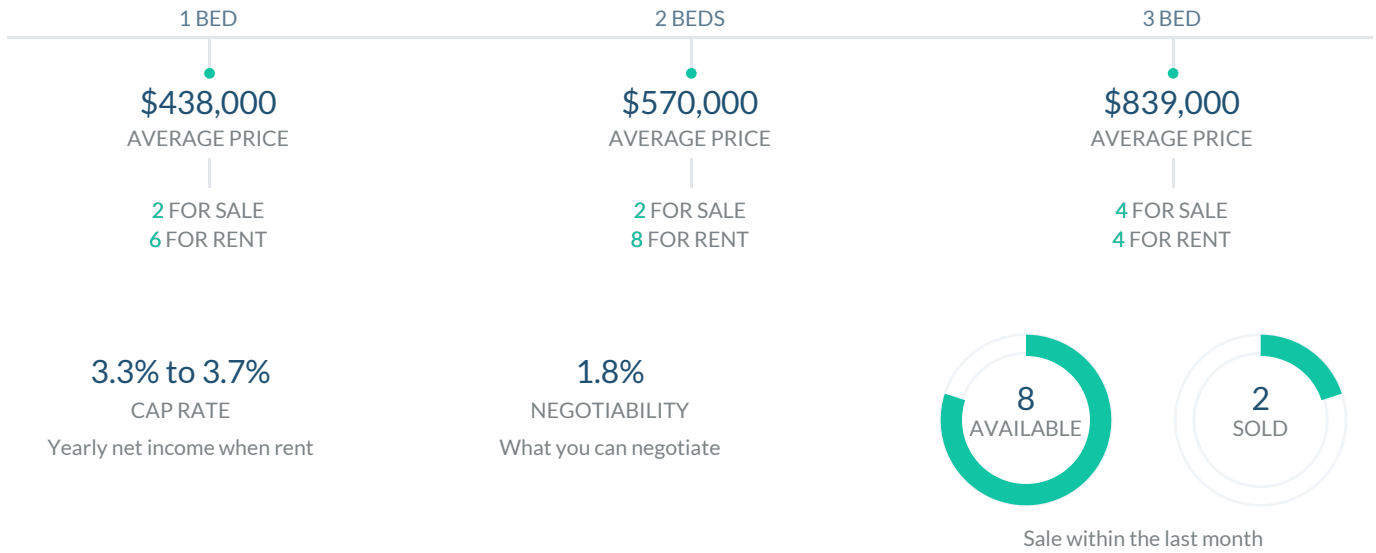 1 BED
2 BEDS
3 BED
$438,000
AVERAGE PRICE
2 FOR SALE
6 FOR RENT
$570,000
AVERAGE PRICE
2 FOR SALE
8 FOR RENT
$839,000
AVERAGE PRICE
4 FOR SALE
4 FOR RENT
3.3% to 3.7%
CAP RATE
Yearly net income when rent
1.8%
NEGOTIABILITY
What you can negotiate
8
AVAILABLE
2
SOLD
Sale within the last month